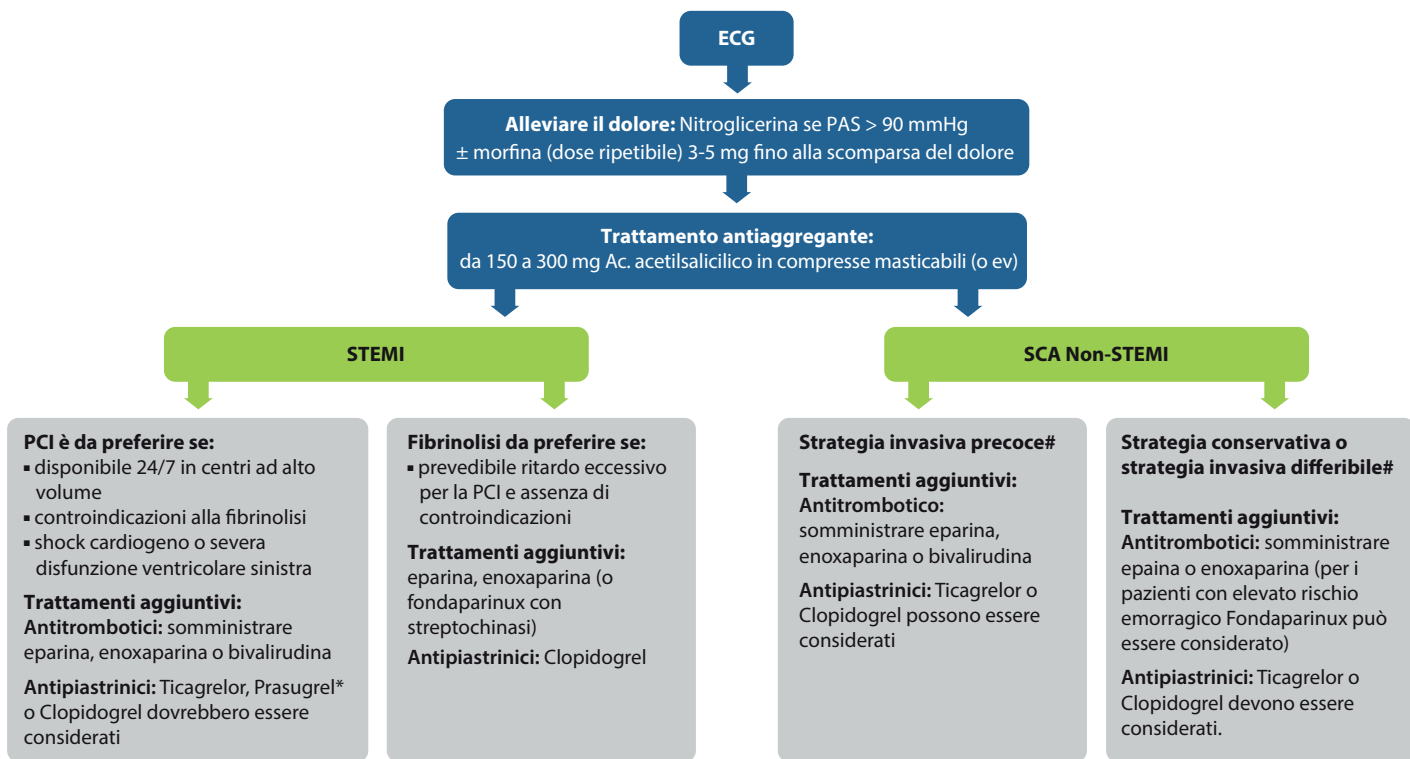 ECG
Alleviare il dolore: Nitroglicerina se PAS > 90 mmHg
± morfina (dose ripetibile) 3-5 mg fino alla scomparsa del dolore
Trattamento antiaggregante:
da 150 a 300 mg Ac. acetilsalicilico in compresse masticabili (o ev)
STEMI
PCI è da preferire se:
▪ disponibile 24/7 in centri ad alto
volume
▪ controindicazioni alla fibrinolisi
▪ shock cardiogeno o severa
disfunzione ventricolare sinistra
Trattamenti aggiuntivi:
Antitrombotici: somministrare
eparina, enoxaparina o bivalirudina
Antipiastrinici: Ticagrelor, Prasugrel*
o Clopidogrel dovrebbero essere
considerati
Fibrinolisi da preferire se:
▪ prevedibile ritardo eccessivo
per la PCI e assenza di
controindicazioni
Trattamenti aggiuntivi:
eparina, enoxaparina (o
fondaparinux con
streptochinasi)
Antipiastrinici: Clopidogrel
SCA Non-STEMI
Strategia invasiva precoce#
Trattamenti aggiuntivi:
Antitrombotico:
somministrare eparina,
enoxaparina o bivalirudina
Antipiastrinici: Ticagrelor o
Clopidogrel possono essere
considerati
Strategia conservativa o
strategia invasiva differibile#
Trattamenti aggiuntivi:
Antitrombotici: somministrare
epaina o enoxaparina (per i
pazienti con elevato rischio
emorragico Fondaparinux può
essere considerato)
Antipiastrinici: Ticagrelor o
Clopidogrel devono essere
considerati.